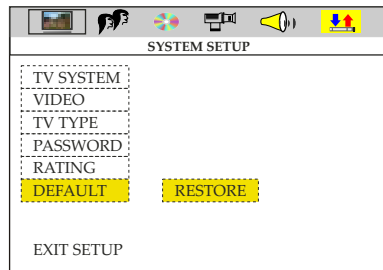 SYSTEM SETUP
TV SYSTEM
VIDEO
TV TYPE
PASSWORD
RATING
DEFAULT RESTORE
EXIT SETUP